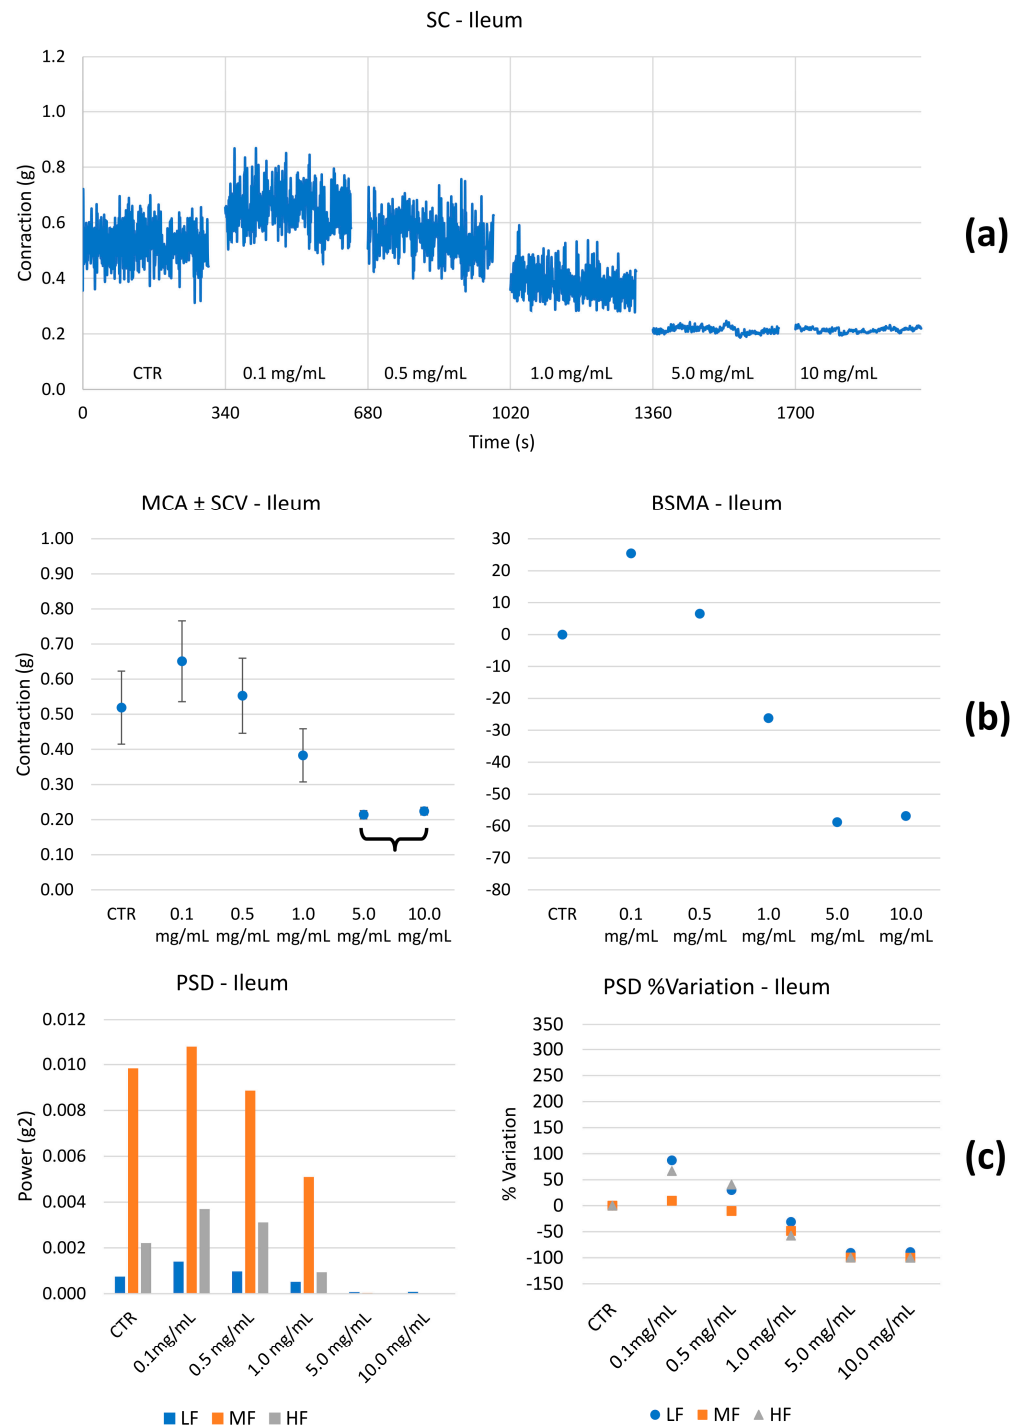 SC - Ileum
1.2
1.0
0.8
0.6
0.4
0.2
0.0
Conraction (g)
CTR 0.1 mg/mL 0.5 mg/mL 1.0 mg/mL 5.0 mg/mL 10 mg/mL
0 340 680 1020 1360 1700
Time (s)
(a)
MCA ± SCV - Ileum
1.00
0.90
0.80
0.70
0.60
0.50
0.40
0.30
0.20
0.10
0.00
Contraction (g)
CTR 0.1 0.5 1.0 5.0 10.0
mg/mL mg/mL mg/mL mg/mL mg/mL
BSMA - Ileum
30
20
10
0
-10
-20
-30
-40
-50
-60
-70
-80
CTR 0.1 0.5 1.0 5.0 10.0
mg/mL mg/mL mg/mL mg/mL mg/mL
(b)
PSD - Ileum
0.012
0.010
0.008
0.006
0.004
0.002
0.000
Power (g2)
CTR 0.1mg/mL 0.5 mg/mL 1.0 mg/mL 5.0 mg/mL 10.0 mg/mL
LF MF HF
PSD %Variation - Ileum
350
300
250
200
150
100
50
0
-50
-100
-150
% Variation
CTR 0.1mg/mL 0.5 mg/mL 1.0 mg/mL 5.0 mg/mL 10.0 mg/mL
LF MF HF
(c)